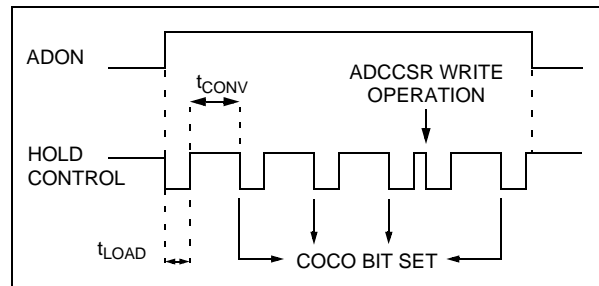 ADON
ADCCSR WRITE
OPERATION
tCONV
HOLD
CONTROL
tLOAD
COCO BIT SET